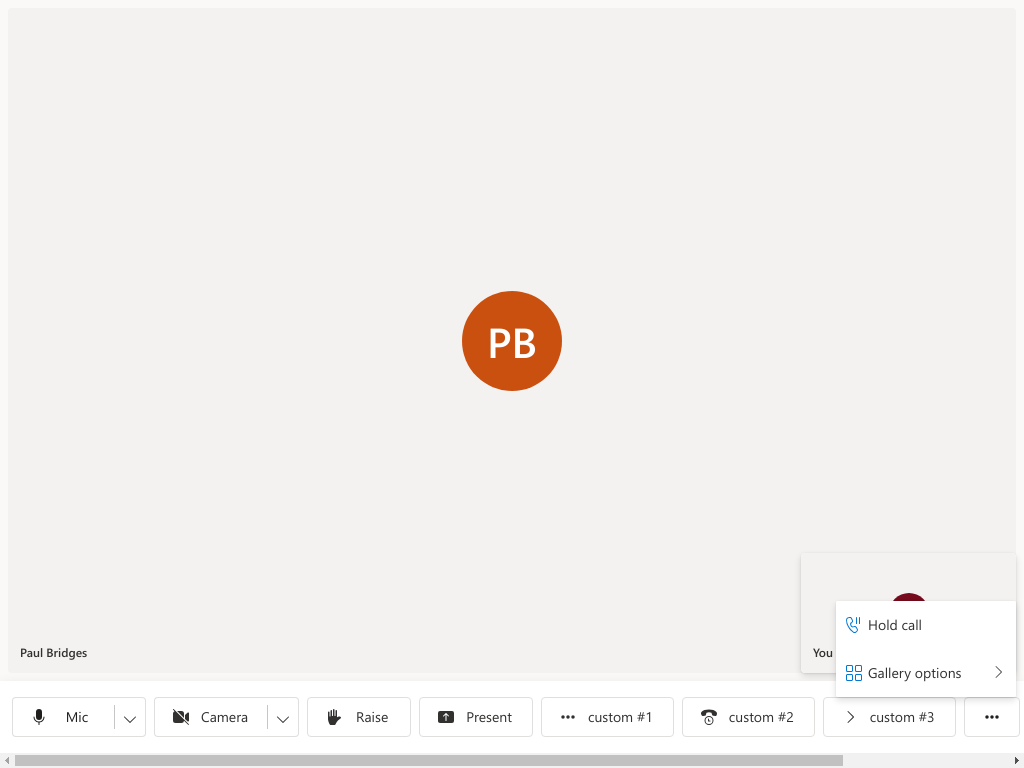 PB
Paul Bridges
You
Hold call
Gallery options
Mic
Camera
Raise
Present
custom #1
custom #2
custom #3